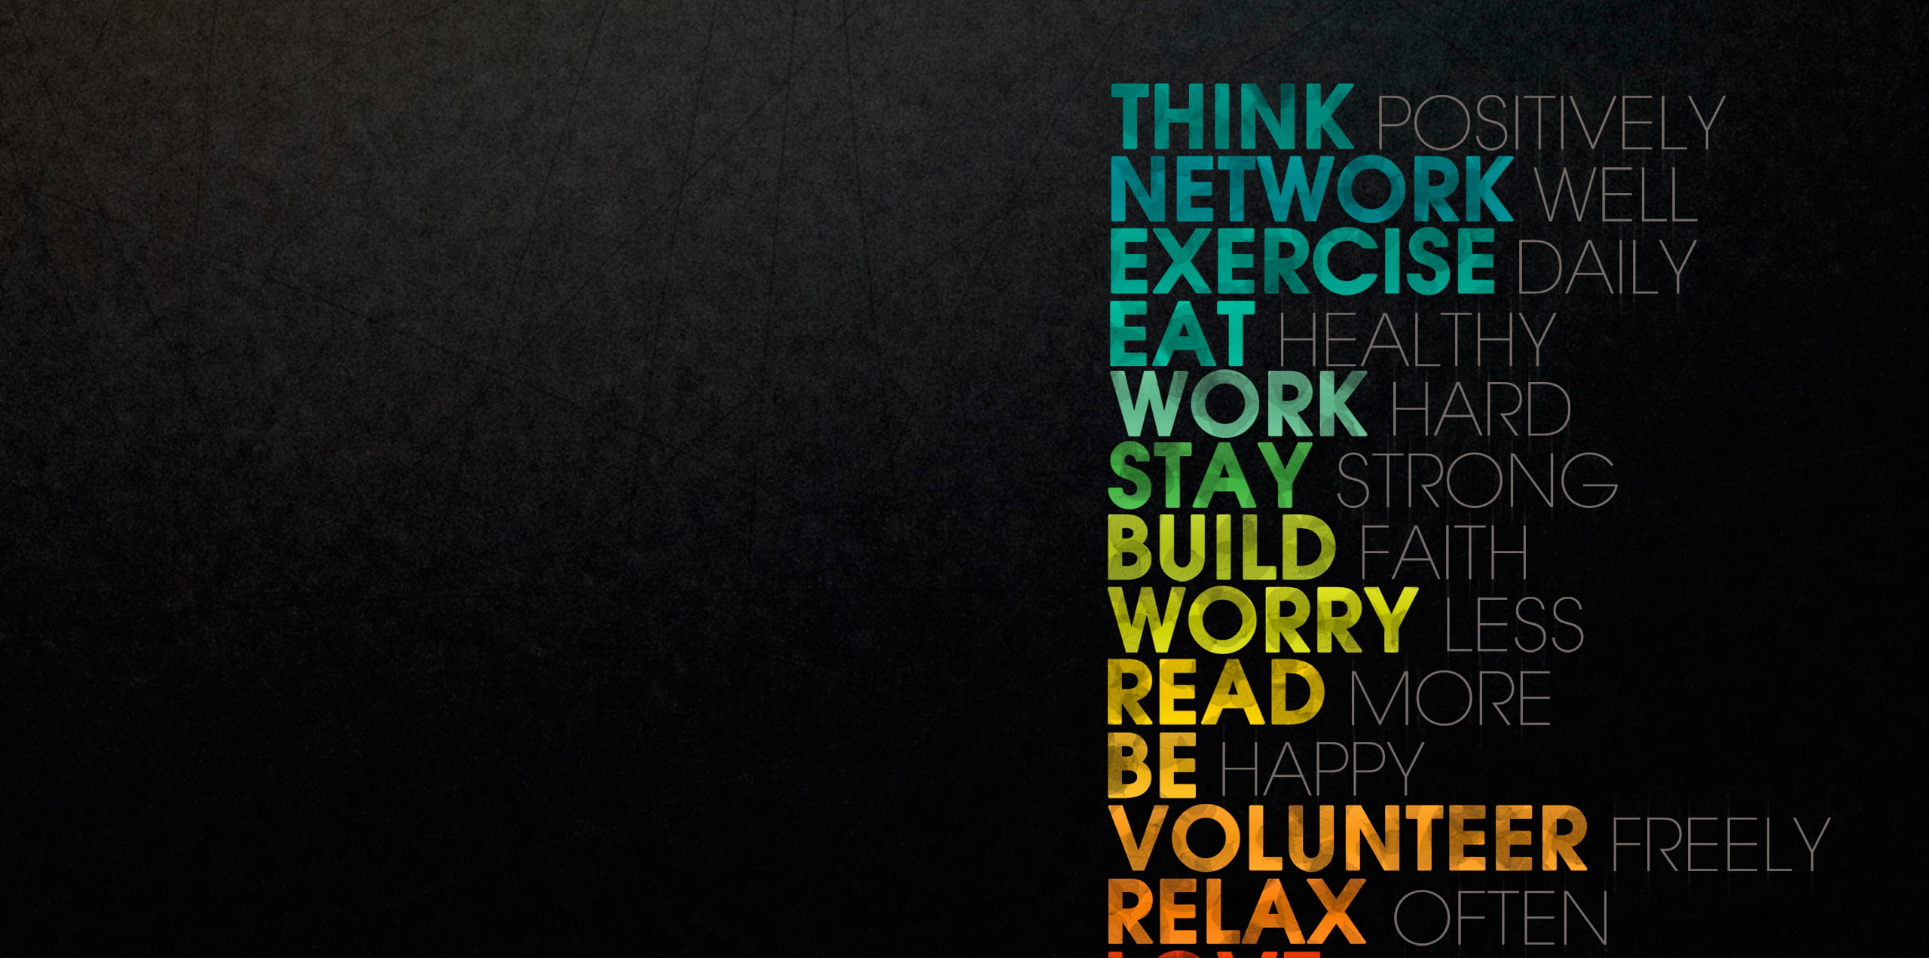 THINK POSITIVELY
NETWORK WELL
EXERCISE DAILY
EAT HEALTHY
WORK HARD
STAY STRONG
BUILD FAITH
WORRY LESS
READ MORE
BE HAPPY
VOLUNTEER FREELY
RELAX OFTEN